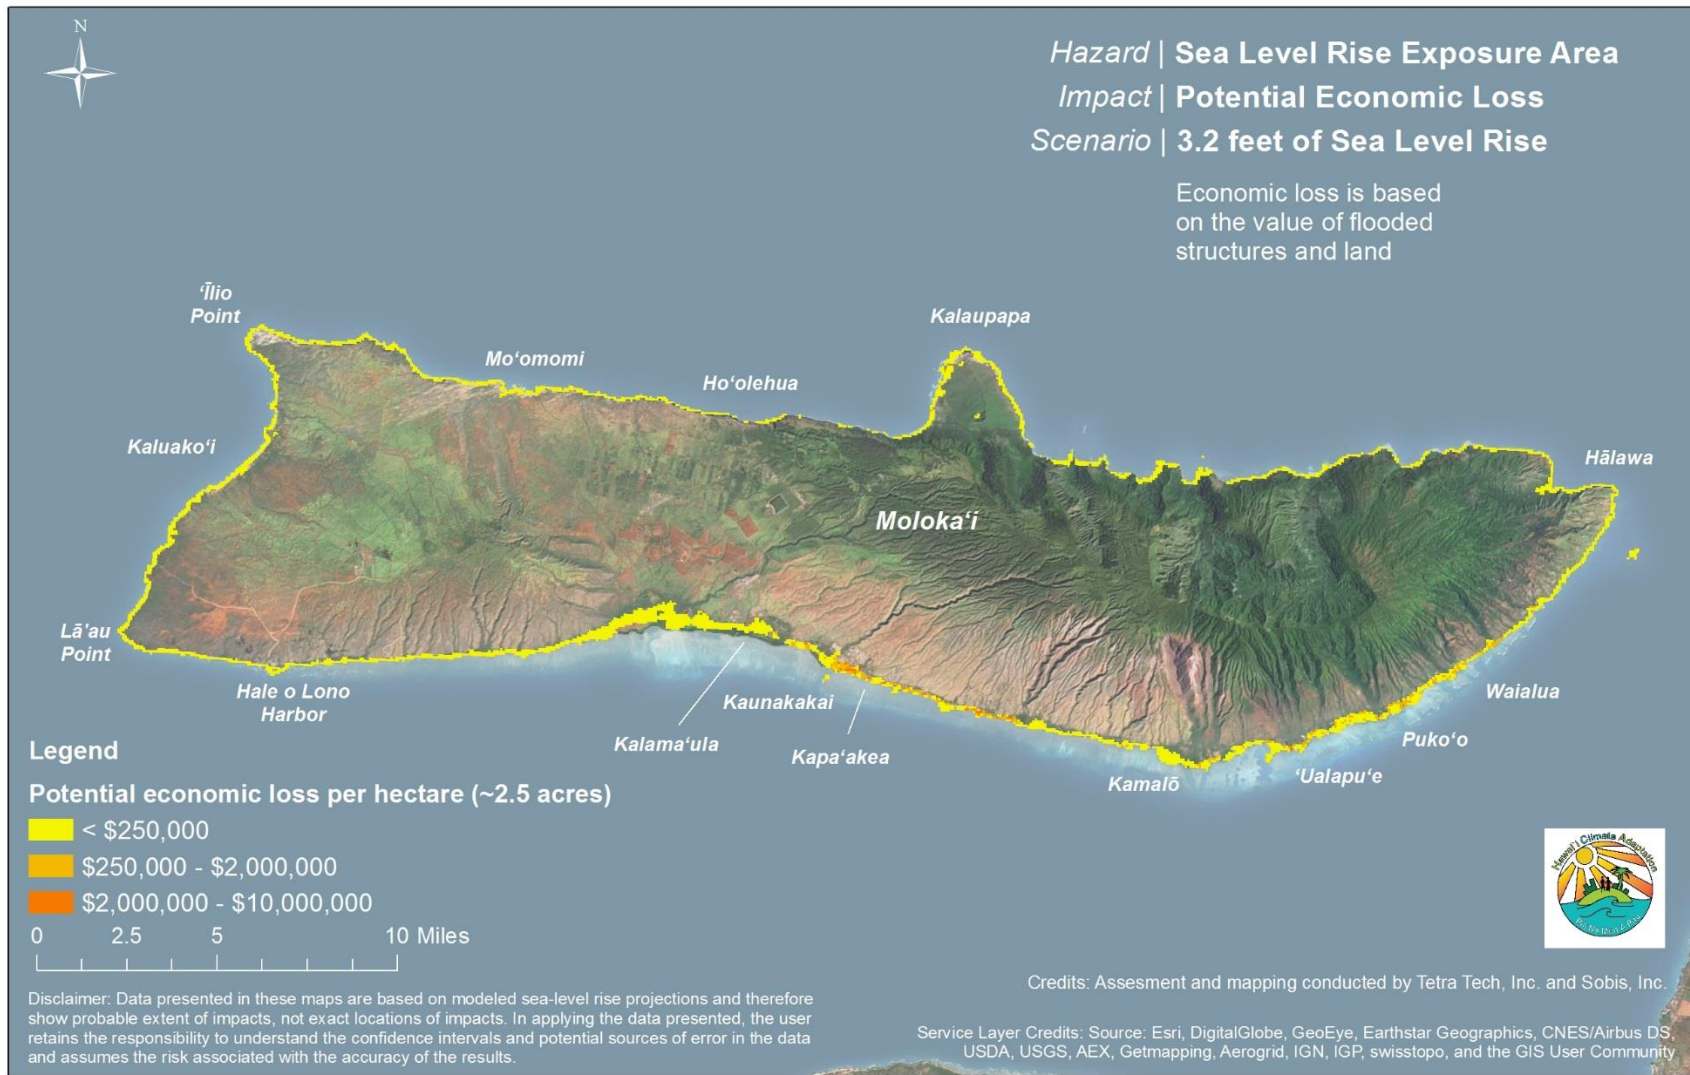 N
Hazard | Sea Level Rise Exposure Area
Impact | Potential Economic Loss
Scenario | 3.2 feet of Sea Level Rise
Economic loss is based
on the value of flooded
structures and land
ʻĪlio
Point
Kalaupapa
Moʻomomi
Hoʻolehua
Kaluakoʻi
Hālawa
Molokaʻi
Lāʻau
Point
Hale o Lono
Harbor
Kaunakakai
Waialua
Kalamaʻula
Kapaʻakea
Pukoʻo
Kamalō
ʻUalapuʻe
Legend
Potential economic loss per hectare (~2.5 acres)
< $250,000
$250,000 - $2,000,000
$2,000,000 - $10,000,000
0 2.5 5 10 Miles
Hawaiʻi Climate Adaptation
Credits: Assesment and mapping conducted by Tetra Tech, Inc. and Sobis, Inc.
Disclaimer: Data presented in these maps are based on modeled sea-level rise projections and therefore
show probable extent of impacts, not exact locations of impacts. In applying the data presented, the user
retains the responsibility to understand the confidence intervals and potential sources of error in the data
and assumes the risk associated with the accuracy of the results.
Service Layer Credits: Source: Esri, DigitalGlobe, GeoEye, Earthstar Geographics, CNES/Airbus DS,
USDA, USGS, AEX, Getmapping, Aerogrid, IGN, IGP, swisstopo, and the GIS User Community